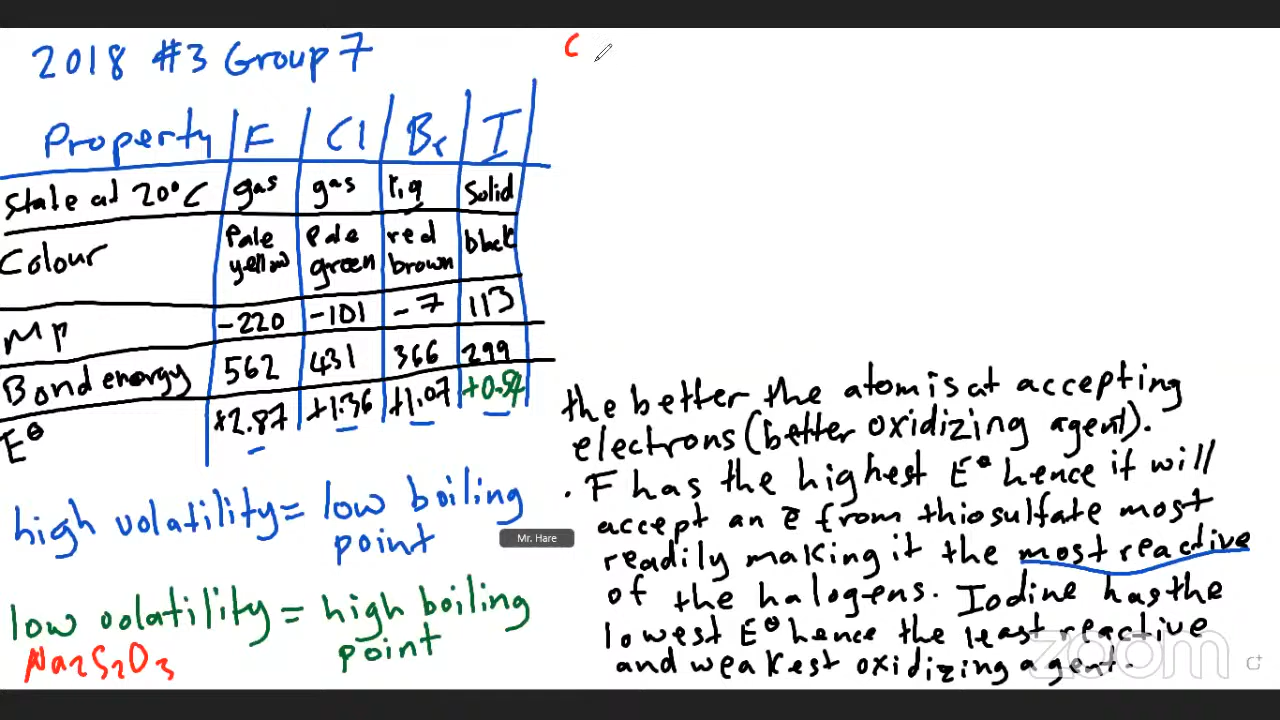 2018 #3 Group 7
C
Property F Cl Br I
State at 20°C gas gas liq Solid
Colour Pale yellow Pale green red brown black
Mp -220 -101 -7 113
Bond energy 562 431 366 299
E⊖ +2.87 +1.36 +1.07 +0.54
high volatility = low boiling
point
low volatility = high boiling
point
Na2S2O3
Mr. Hare
the better the atom is at accepting
electrons (better oxidizing agent).
. F has the highest E⊖ hence it will
accept an e̅ from thiosulfate most
readily making it the most reactive
of the halogens. Iodine has the
lowest E⊖ hence the least reactive
and weakest oxidizing agent.
zoom